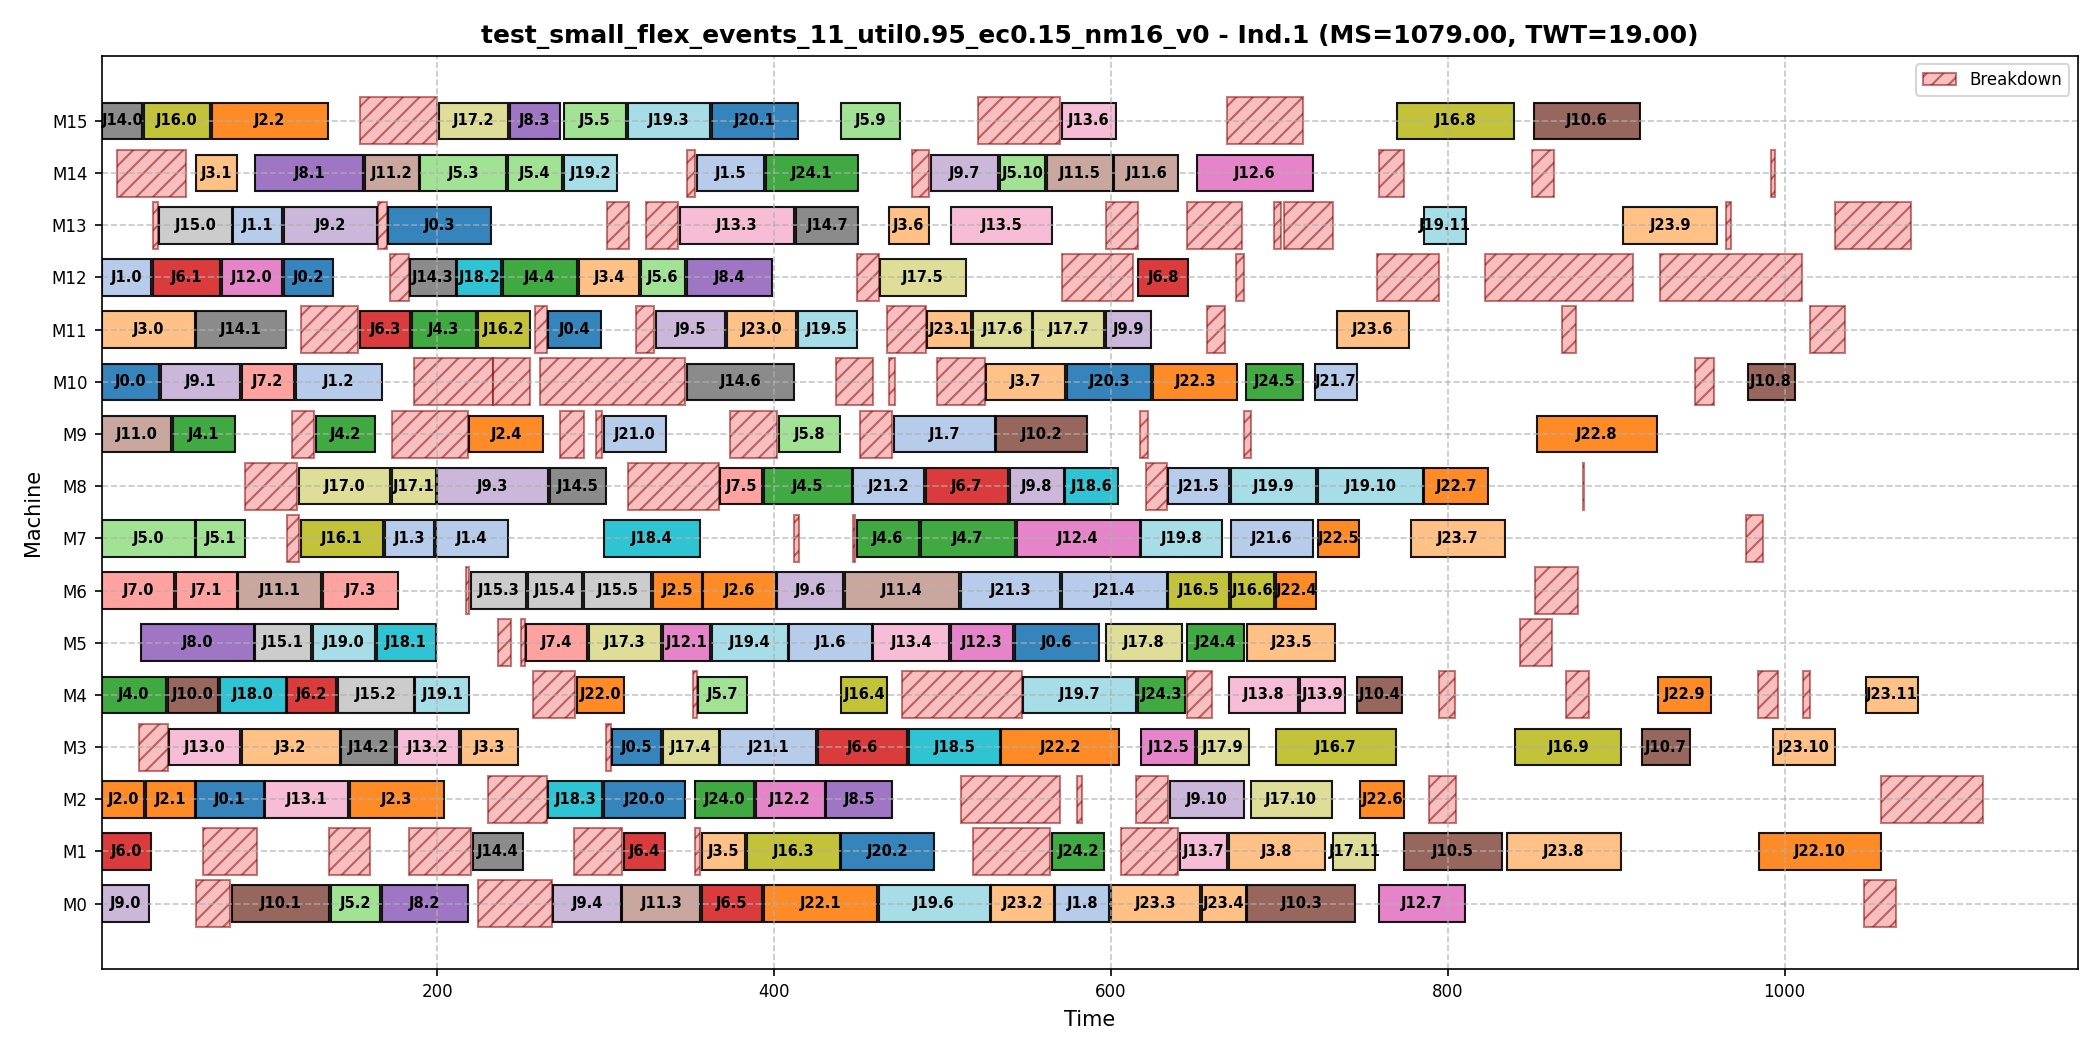 test_small_flex_events_11_util0.95_ec0.15_nm16_v0 - Ind.1 (MS=1079.00, TWT=19.00)
Breakdown
M15 J14.0 J16.0 J2.2 J17.2 J8.3 J5.5 J19.3 J20.1 J5.9 J13.6 J16.8 J10.6
M14 J3.1 J8.1 J11.2 J5.3 J5.4 J19.2 J1.5 J24.1 J9.7 J5.10 J11.5 J11.6 J12.6
M13 J15.0 J1.1 J9.2 J0.3 J13.3 J14.7 J3.6 J13.5 J19.11 J23.9
M12 J1.0 J6.1 J12.0 J0.2 J14.3 J18.2 J4.4 J3.4 J5.6 J8.4 J17.5 J6.8
M11 J3.0 J14.1 J6.3 J4.3 J16.2 J0.4 J9.5 J23.0 J19.5 J23.1 J17.6 J17.7 J9.9 J23.6
M10 J0.0 J9.1 J7.2 J1.2 J14.6 J3.7 J20.3 J22.3 J24.5 J21.7 J10.8
M9 J11.0 J4.1 J4.2 J2.4 J21.0 J5.8 J1.7 J10.2 J22.8
M8 J17.0 J17.1 J9.3 J14.5 J7.5 J4.5 J21.2 J6.7 J9.8 J18.6 J21.5 J19.9 J19.10 J22.7
M7 J5.0 J5.1 J16.1 J1.3 J1.4 J18.4 J4.6 J4.7 J12.4 J19.8 J21.6 J22.5 J23.7
M6 J7.0 J7.1 J11.1 J7.3 J15.3 J15.4 J15.5 J2.5 J2.6 J9.6 J11.4 J21.3 J21.4 J16.5 J16.6 J22.4
M5 J8.0 J15.1 J19.0 J18.1 J7.4 J17.3 J12.1 J19.4 J1.6 J13.4 J12.3 J0.6 J17.8 J24.4 J23.5
M4 J4.0 J10.0 J18.0 J6.2 J15.2 J19.1 J22.0 J5.7 J16.4 J19.7 J24.3 J13.8 J13.9 J10.4 J22.9 J23.11
M3 J13.0 J3.2 J14.2 J13.2 J3.3 J0.5 J17.4 J21.1 J6.6 J18.5 J22.2 J12.5 J17.9 J16.7 J16.9 J10.7 J23.10
M2 J2.0 J2.1 J0.1 J13.1 J2.3 J18.3 J20.0 J24.0 J12.2 J8.5 J9.10 J17.10 J22.6
M1 J6.0 J14.4 J6.4 J3.5 J16.3 J20.2 J24.2 J13.7 J3.8 J17.11 J10.5 J23.8 J22.10
M0 J9.0 J10.1 J5.2 J8.2 J9.4 J11.3 J6.5 J22.1 J19.6 J23.2 J1.8 J23.3 J23.4 J10.3 J12.7
200 400 600 800 1000
Time
Machine